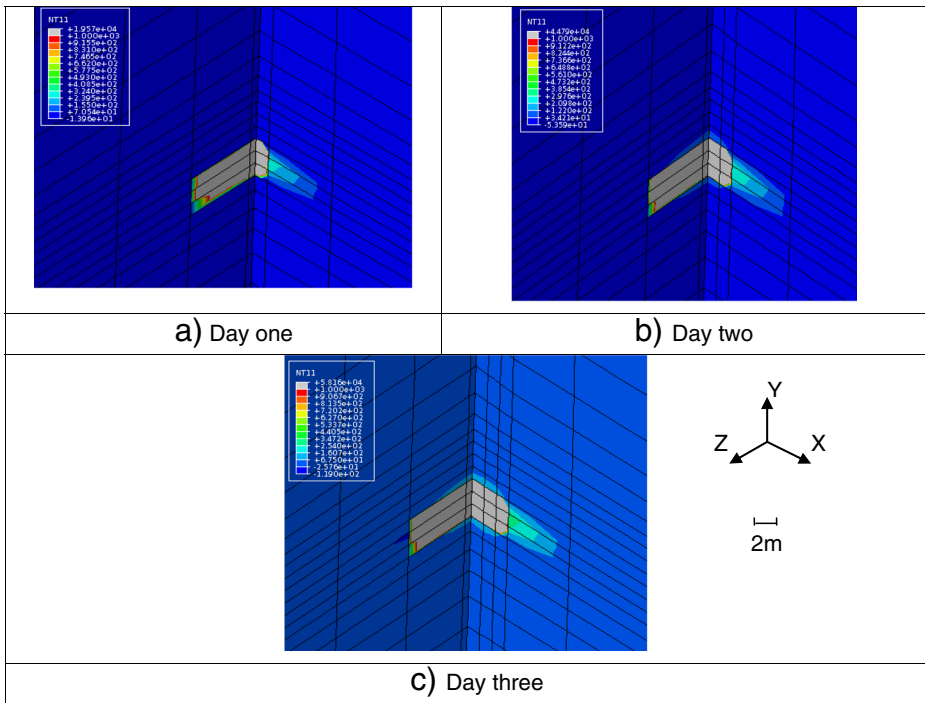 NT11
+1.957e+04
+1.000e+03
+9.155e+02
+8.310e+02
+7.465e+02
+6.620e+02
+5.775e+02
+4.930e+02
+4.085e+02
+3.240e+02
+2.395e+02
+1.550e+02
+7.054e+01
-1.396e+01
a) Day one
NT11
+4.479e+04
+1.000e+03
+9.122e+02
+8.244e+02
+7.366e+02
+6.488e+02
+5.610e+02
+4.732e+02
+3.854e+02
+2.976e+02
+2.098e+02
+1.220e+02
+3.421e+01
-5.359e+01
b) Day two
NT11
+5.816e+04
+1.000e+03
+9.067e+02
+8.135e+02
+7.202e+02
+6.270e+02
+5.337e+02
+4.405e+02
+3.472e+02
+2.540e+02
+1.607e+02
+6.750e+01
-2.576e+01
-1.190e+02
Y
Z
X
2m
c) Day three